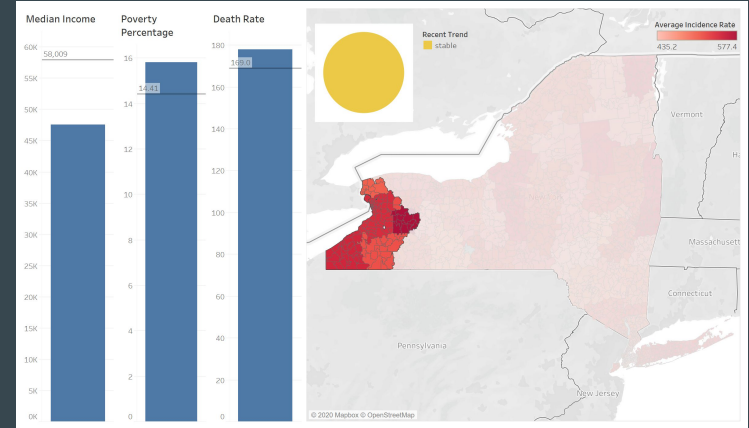 Median Income
60K
58,009
55K
50K
45K
40K
35K
30K
25K
20K
15K
10K
5K
0K
Poverty
Percentage
16
14.41
14
12
10
8
6
4
2
0
Death Rate
180
169.0
160
140
120
100
80
60
40
20
0
Recent Trend
stable
Average Incidence Rate
435.2 577.4
Vermont
H.
Massachusett
Connecticut
Pennsylvania
New Jersey
© 2020 Mapbox © OpenStreetMap